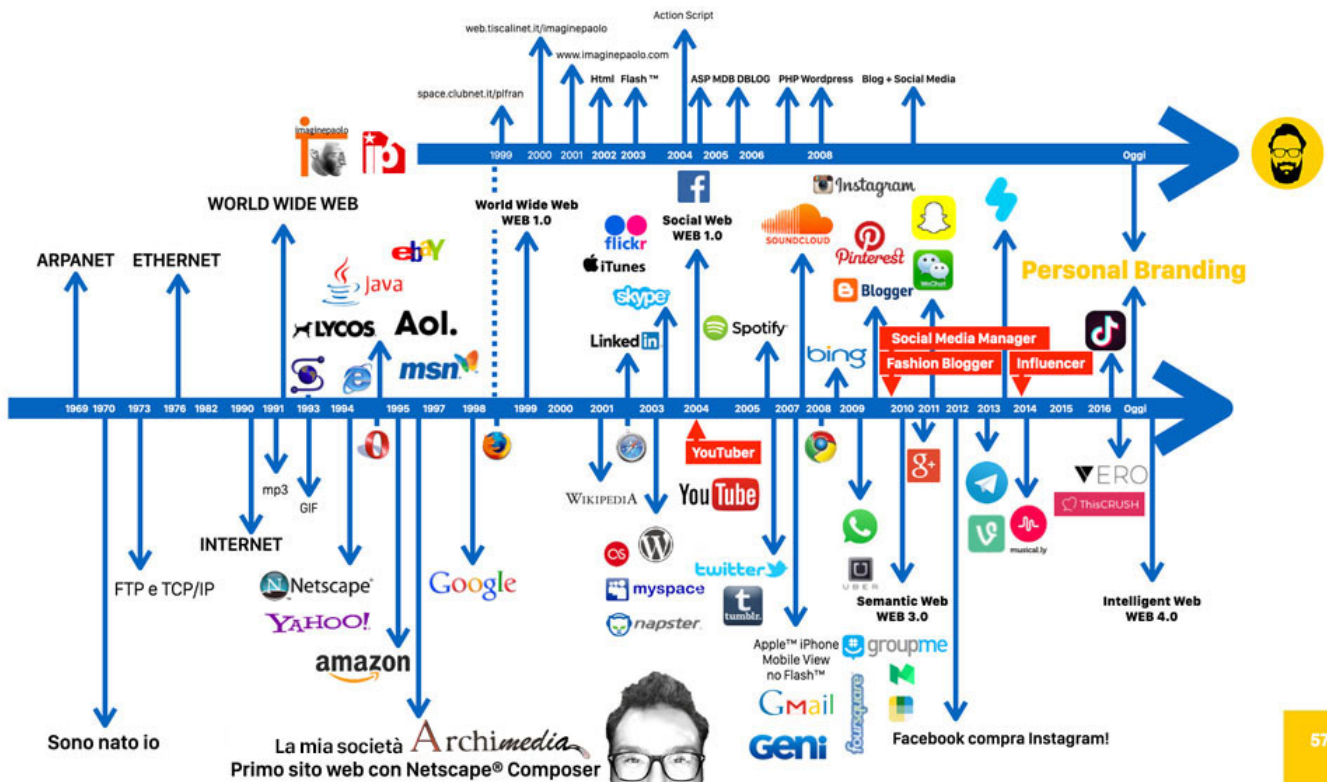 Action Script
web.tiscalinet.it/imaginepaolo
www.imaginepaolo.com
Html Flash ™ ASP MDB DBLOG PHP Wordpress Blog + Social Media
space.clubnet.it/plfran
imaginepaolo
1999 2000 2001 2002 2003 2004 2005 2006 2008 Oggi
WORLD WIDE WEB
World Wide Web
WEB 1.0
Social Web
WEB 1.0
Instagram
flickr
SOUNDCLOUD
Pinterest
WeChat
ARPANET
ETHERNET
ebay
Java
iTunes
skype
Blogger
Personal Branding
LYCOS
Aol.
msn
Linked in
Spotify
bing
Social Media Manager
Fashion Blogger
Influencer
1969 1970 1973 1976 1982 1990 1991 1993 1994 1995 1997 1998 1999 2000 2001 2003 2004 2005 2007 2008 2009 2010 2011 2012 2013 2014 2015 2016 Oggi
YouTuber
g+
mp3
GIF
WIKIPEDIA
You Tube
VERO
ThisCRUSH
musical.ly
INTERNET
FTP e TCP/IP
Netscape
YAHOO!
Google
myspace
napster
twitter
tumblr.
UBER
Semantic Web
WEB 3.0
Intelligent Web
WEB 4.0
amazon
Apple™ iPhone
Mobile View
no Flash™
groupme
Gmail
foursquare
Geni
Sono nato io
La mia società Archimedia
Primo sito web con Netscape® Composer
Facebook compra Instagram!
57